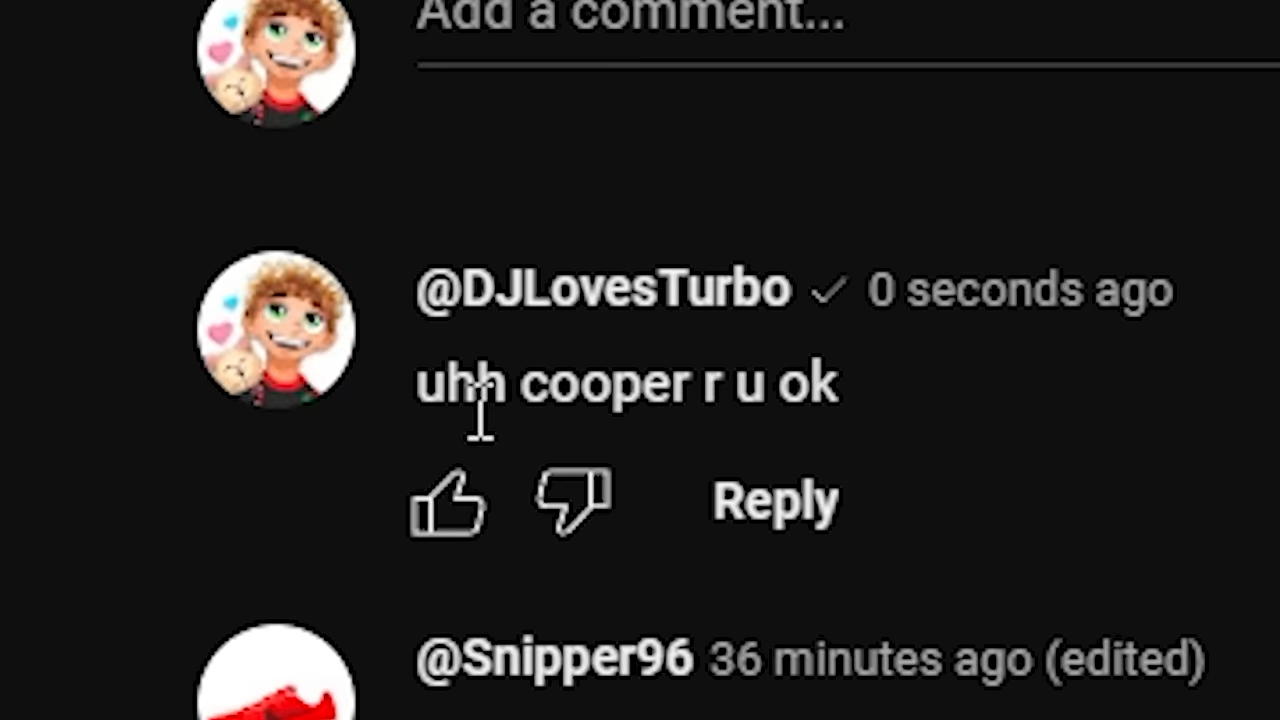 Add a comment...
@DJLovesTurbo 0 seconds ago
uhh cooper r u ok
Reply
@Snipper96 36 minutes ago (edited)